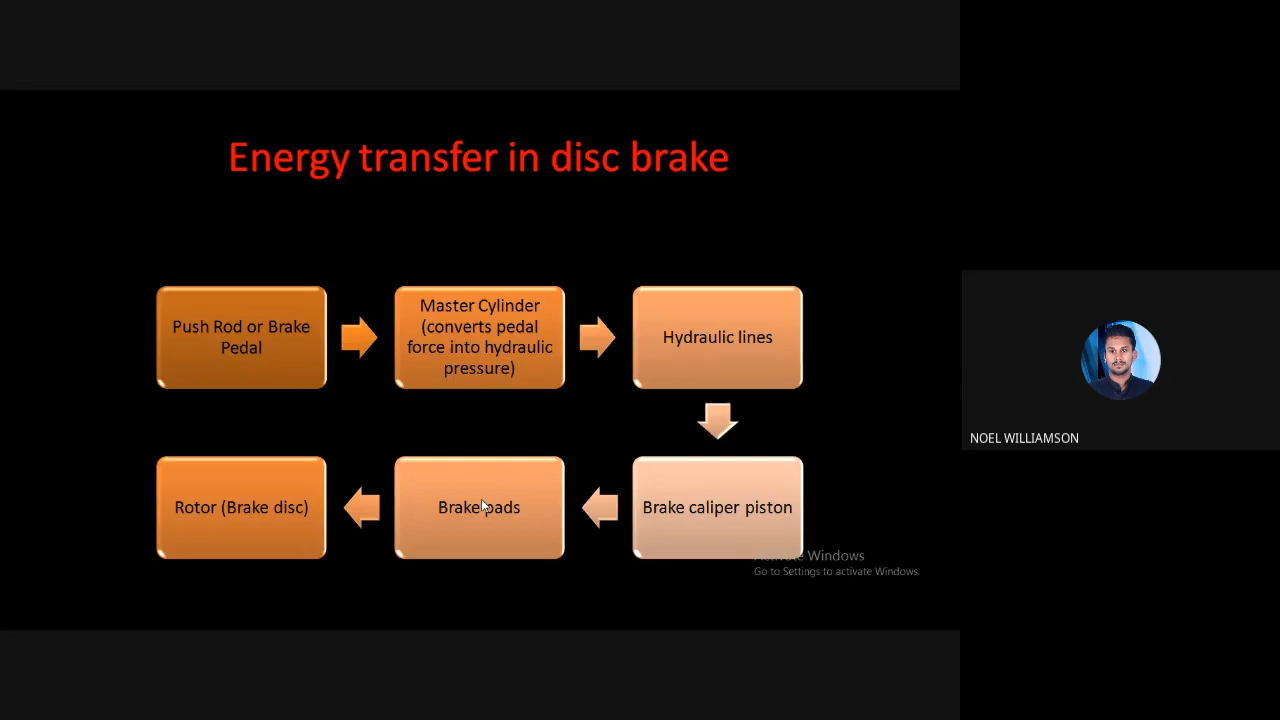 Energy transfer in disc brake
Push Rod or Brake
Pedal
Master Cylinder
(converts pedal
force into hydraulic
pressure)
Hydraulic lines
Rotor (Brake disc)
Brake pads
Brake caliper piston
Activate Windows
Go to Settings to activate Windows.
NOEL WILLIAMSON